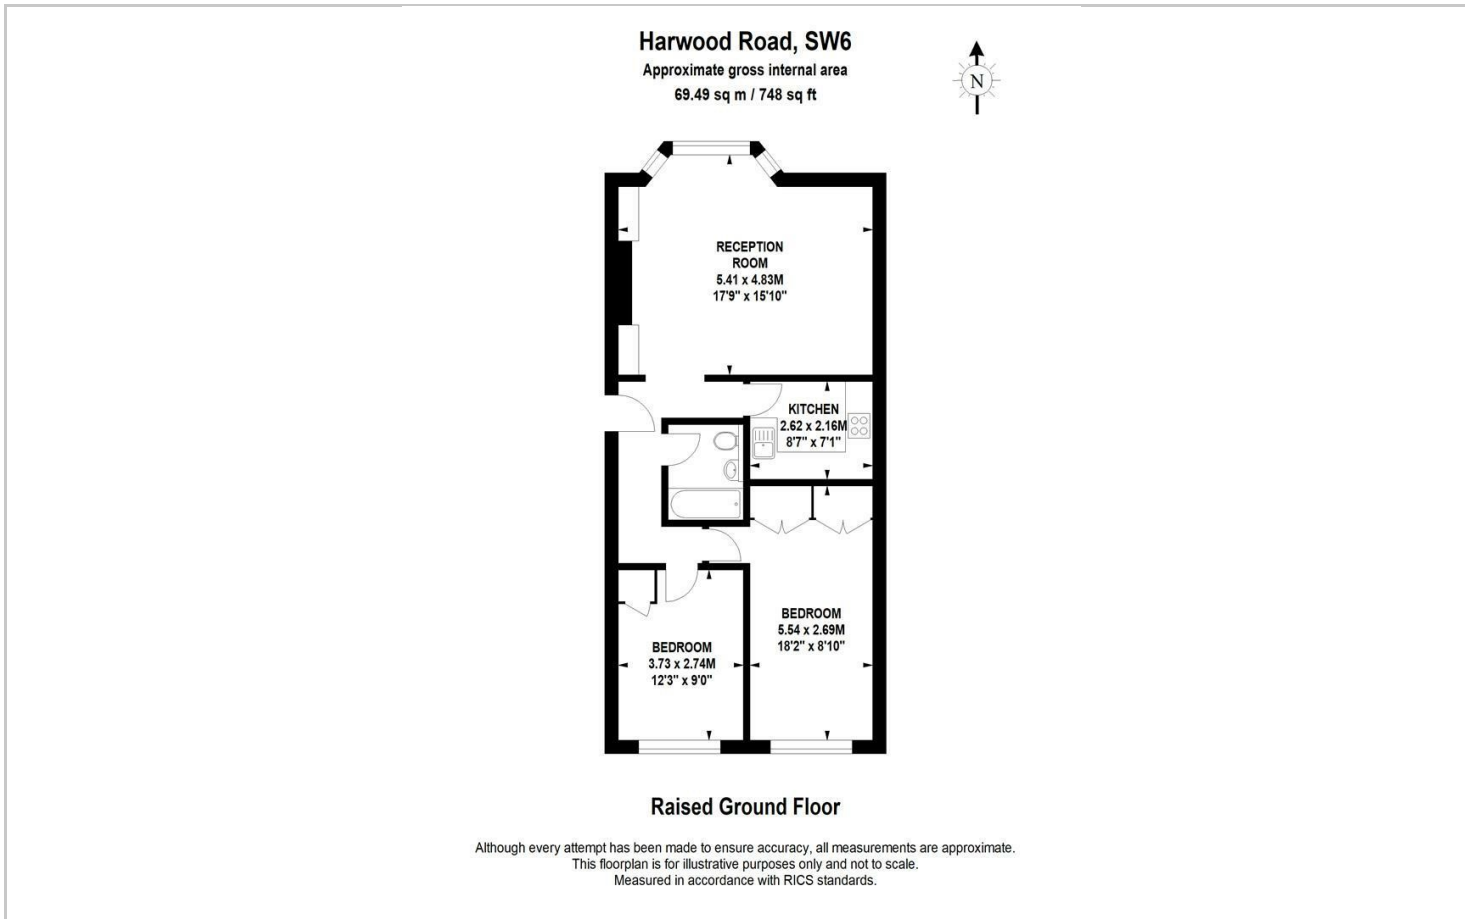 Harwood Road, SW6
Approximate gross internal area
69.49 sq m / 748 sq ft
N
RECEPTION
ROOM
5.41 x 4.83M
17'9" x 15'10"
KITCHEN
2.62 x 2.16M
8'7" x 7'1"
BEDROOM
5.54 x 2.69M
18'2" x 8'10"
BEDROOM
3.73 x 2.74M
12'3" x 9'0"
Raised Ground Floor
Although every attempt has been made to ensure accuracy, all measurements are approximate.
This floorplan is for illustrative purposes only and not to scale.
Measured in accordance with RICS standards.